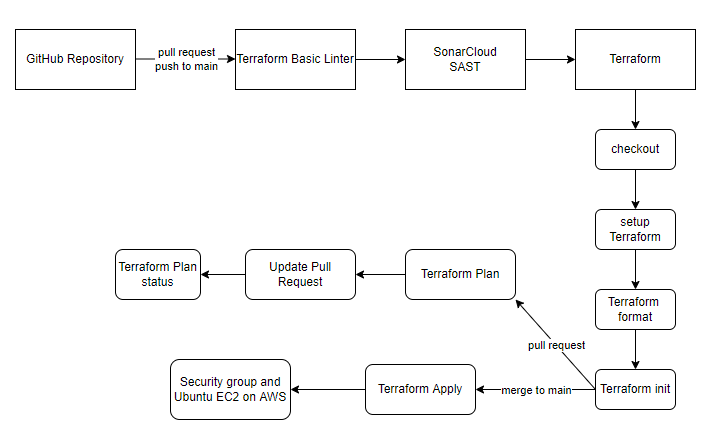 GitHub Repository
pull request
push to main
Terraform Basic Linter
SonarCloud
SAST
Terraform
checkout
setup
Terraform
Terraform
format
Terraform init
pull request
Terraform Plan
Update Pull
Request
Terraform Plan
status
merge to main
Terraform Apply
Security group and
Ubuntu EC2 on AWS